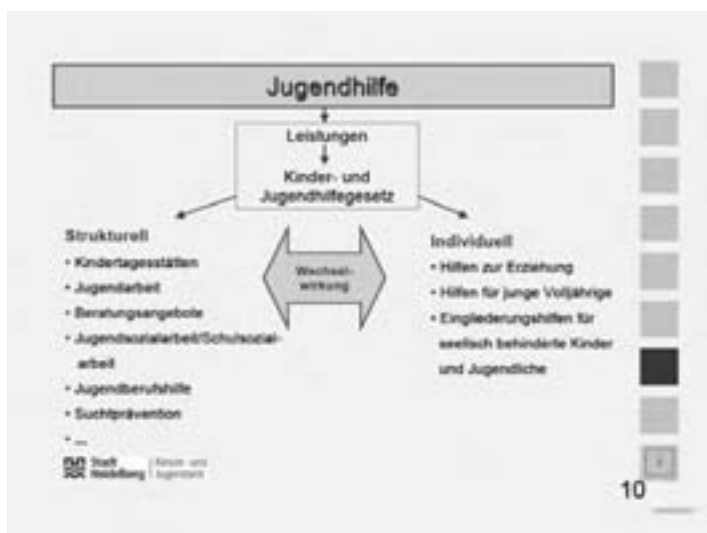 Jugendhilfe
Leistungen
Kinder- und
Jugendhilfegesetz
Strukturell
• Kindertagesstätten
• Jugendarbeit
• Beratungsangebote
• Jugendsozialarbeit/Schulsozial-
arbeit
• Jugendberufshilfe
• Suchtprävention
• ...
Wechsel-
wirkung
Individuell
• Hilfen zur Erziehung
• Hilfen für junge Volljährige
• Eingliederungshilfen für
seelisch behinderte Kinder
und Jugendliche
Stadt
Heidelberg
und
Jugendamt
10